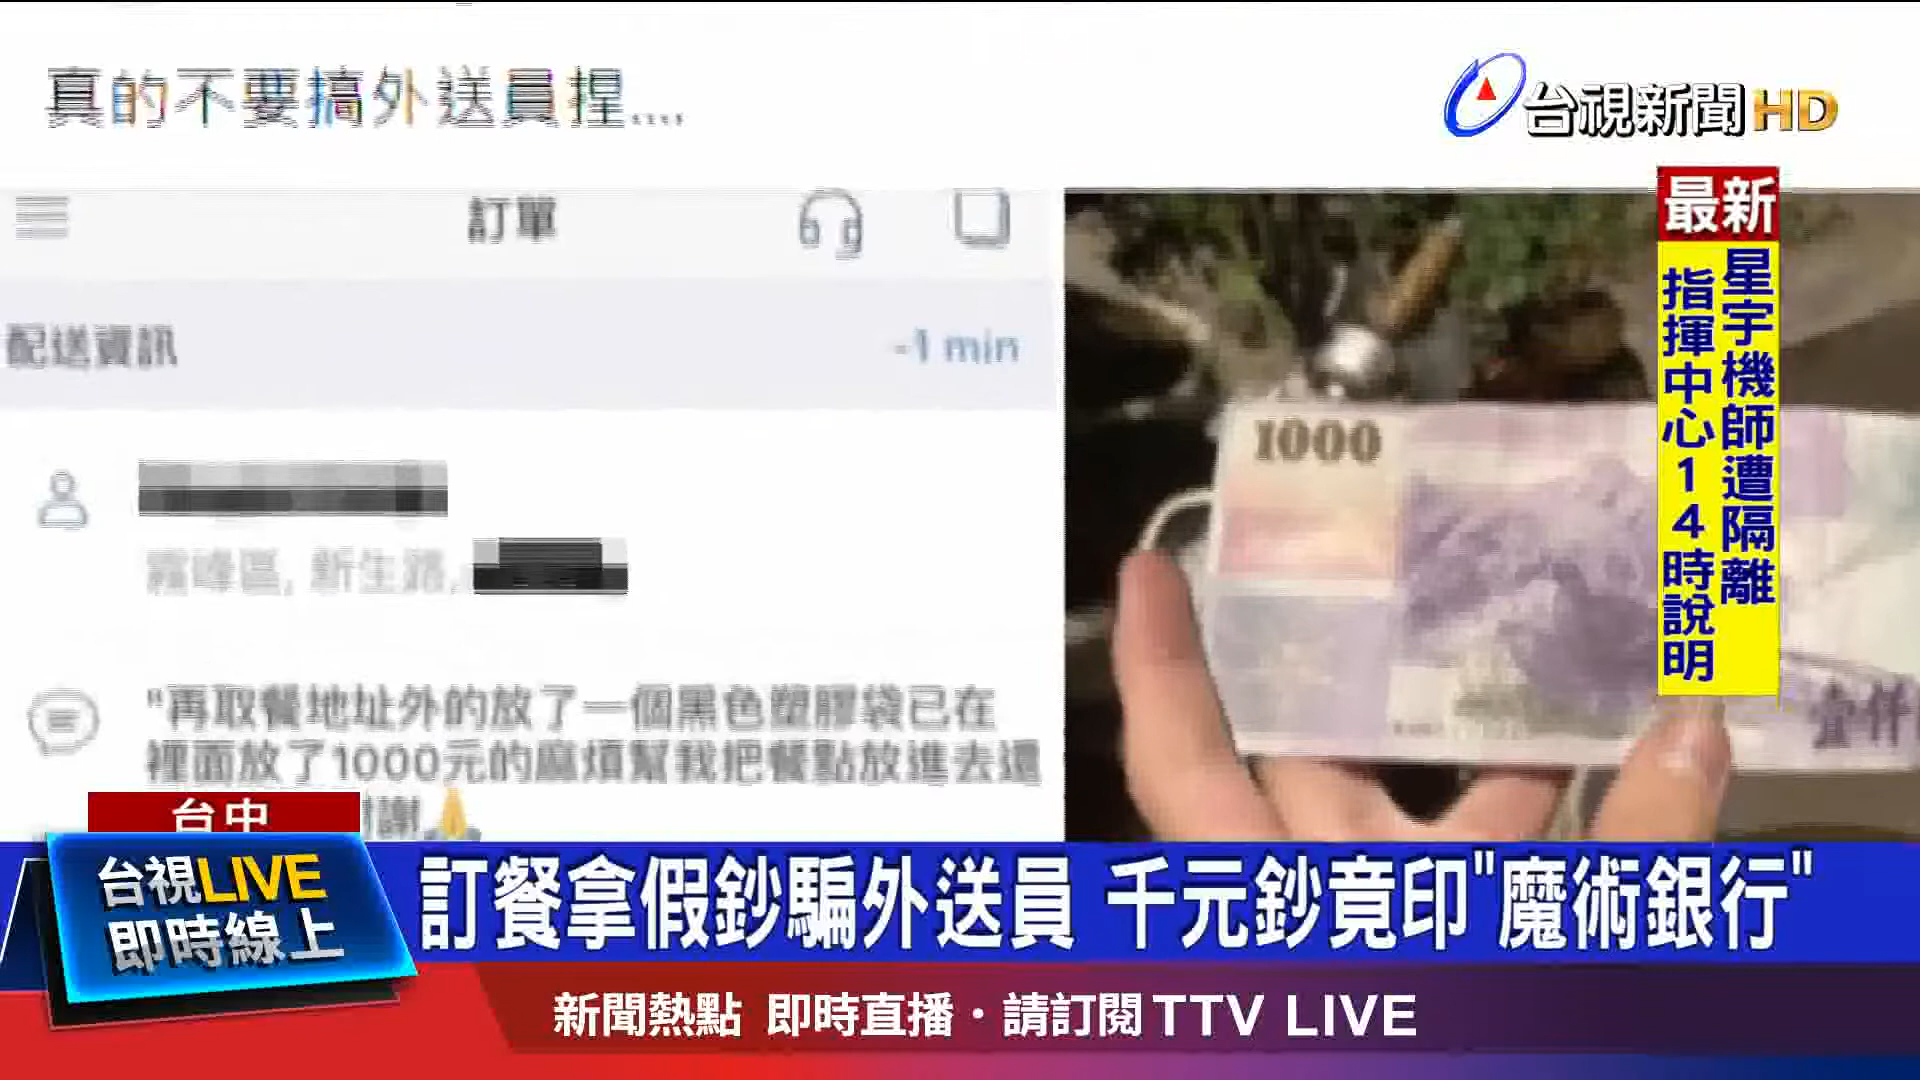 真的不要搞外送員捏....
台視新聞HD
最新
星宇機師遭隔離
指揮中心14時說明
訂單
配送資訊
-1 min
霧峰區, 新生路,
"再取餐地址外的放了一個黑色塑膠袋已在
裡面放了1000元的麻煩幫我把餐點放進去還
謝🙏
1000
壹仟
台中
台視LIVE
即時線上
訂餐拿假鈔騙外送員 千元鈔竟印"魔術銀行"
新聞熱點 即時直播・請訂閱TTV LIVE